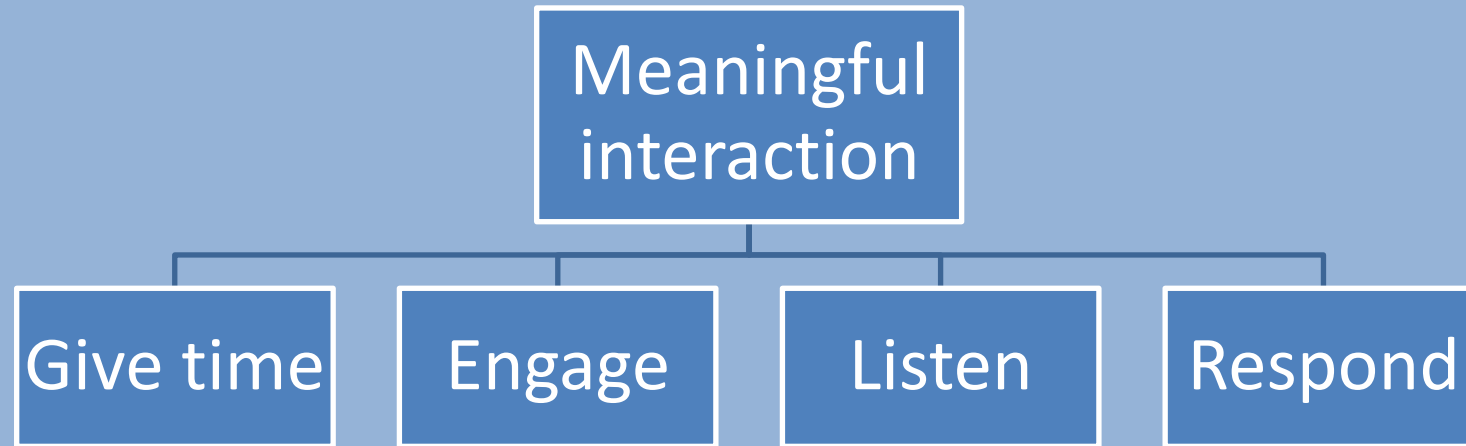 Meaningful
interaction
Give time
Engage
Listen
Respond